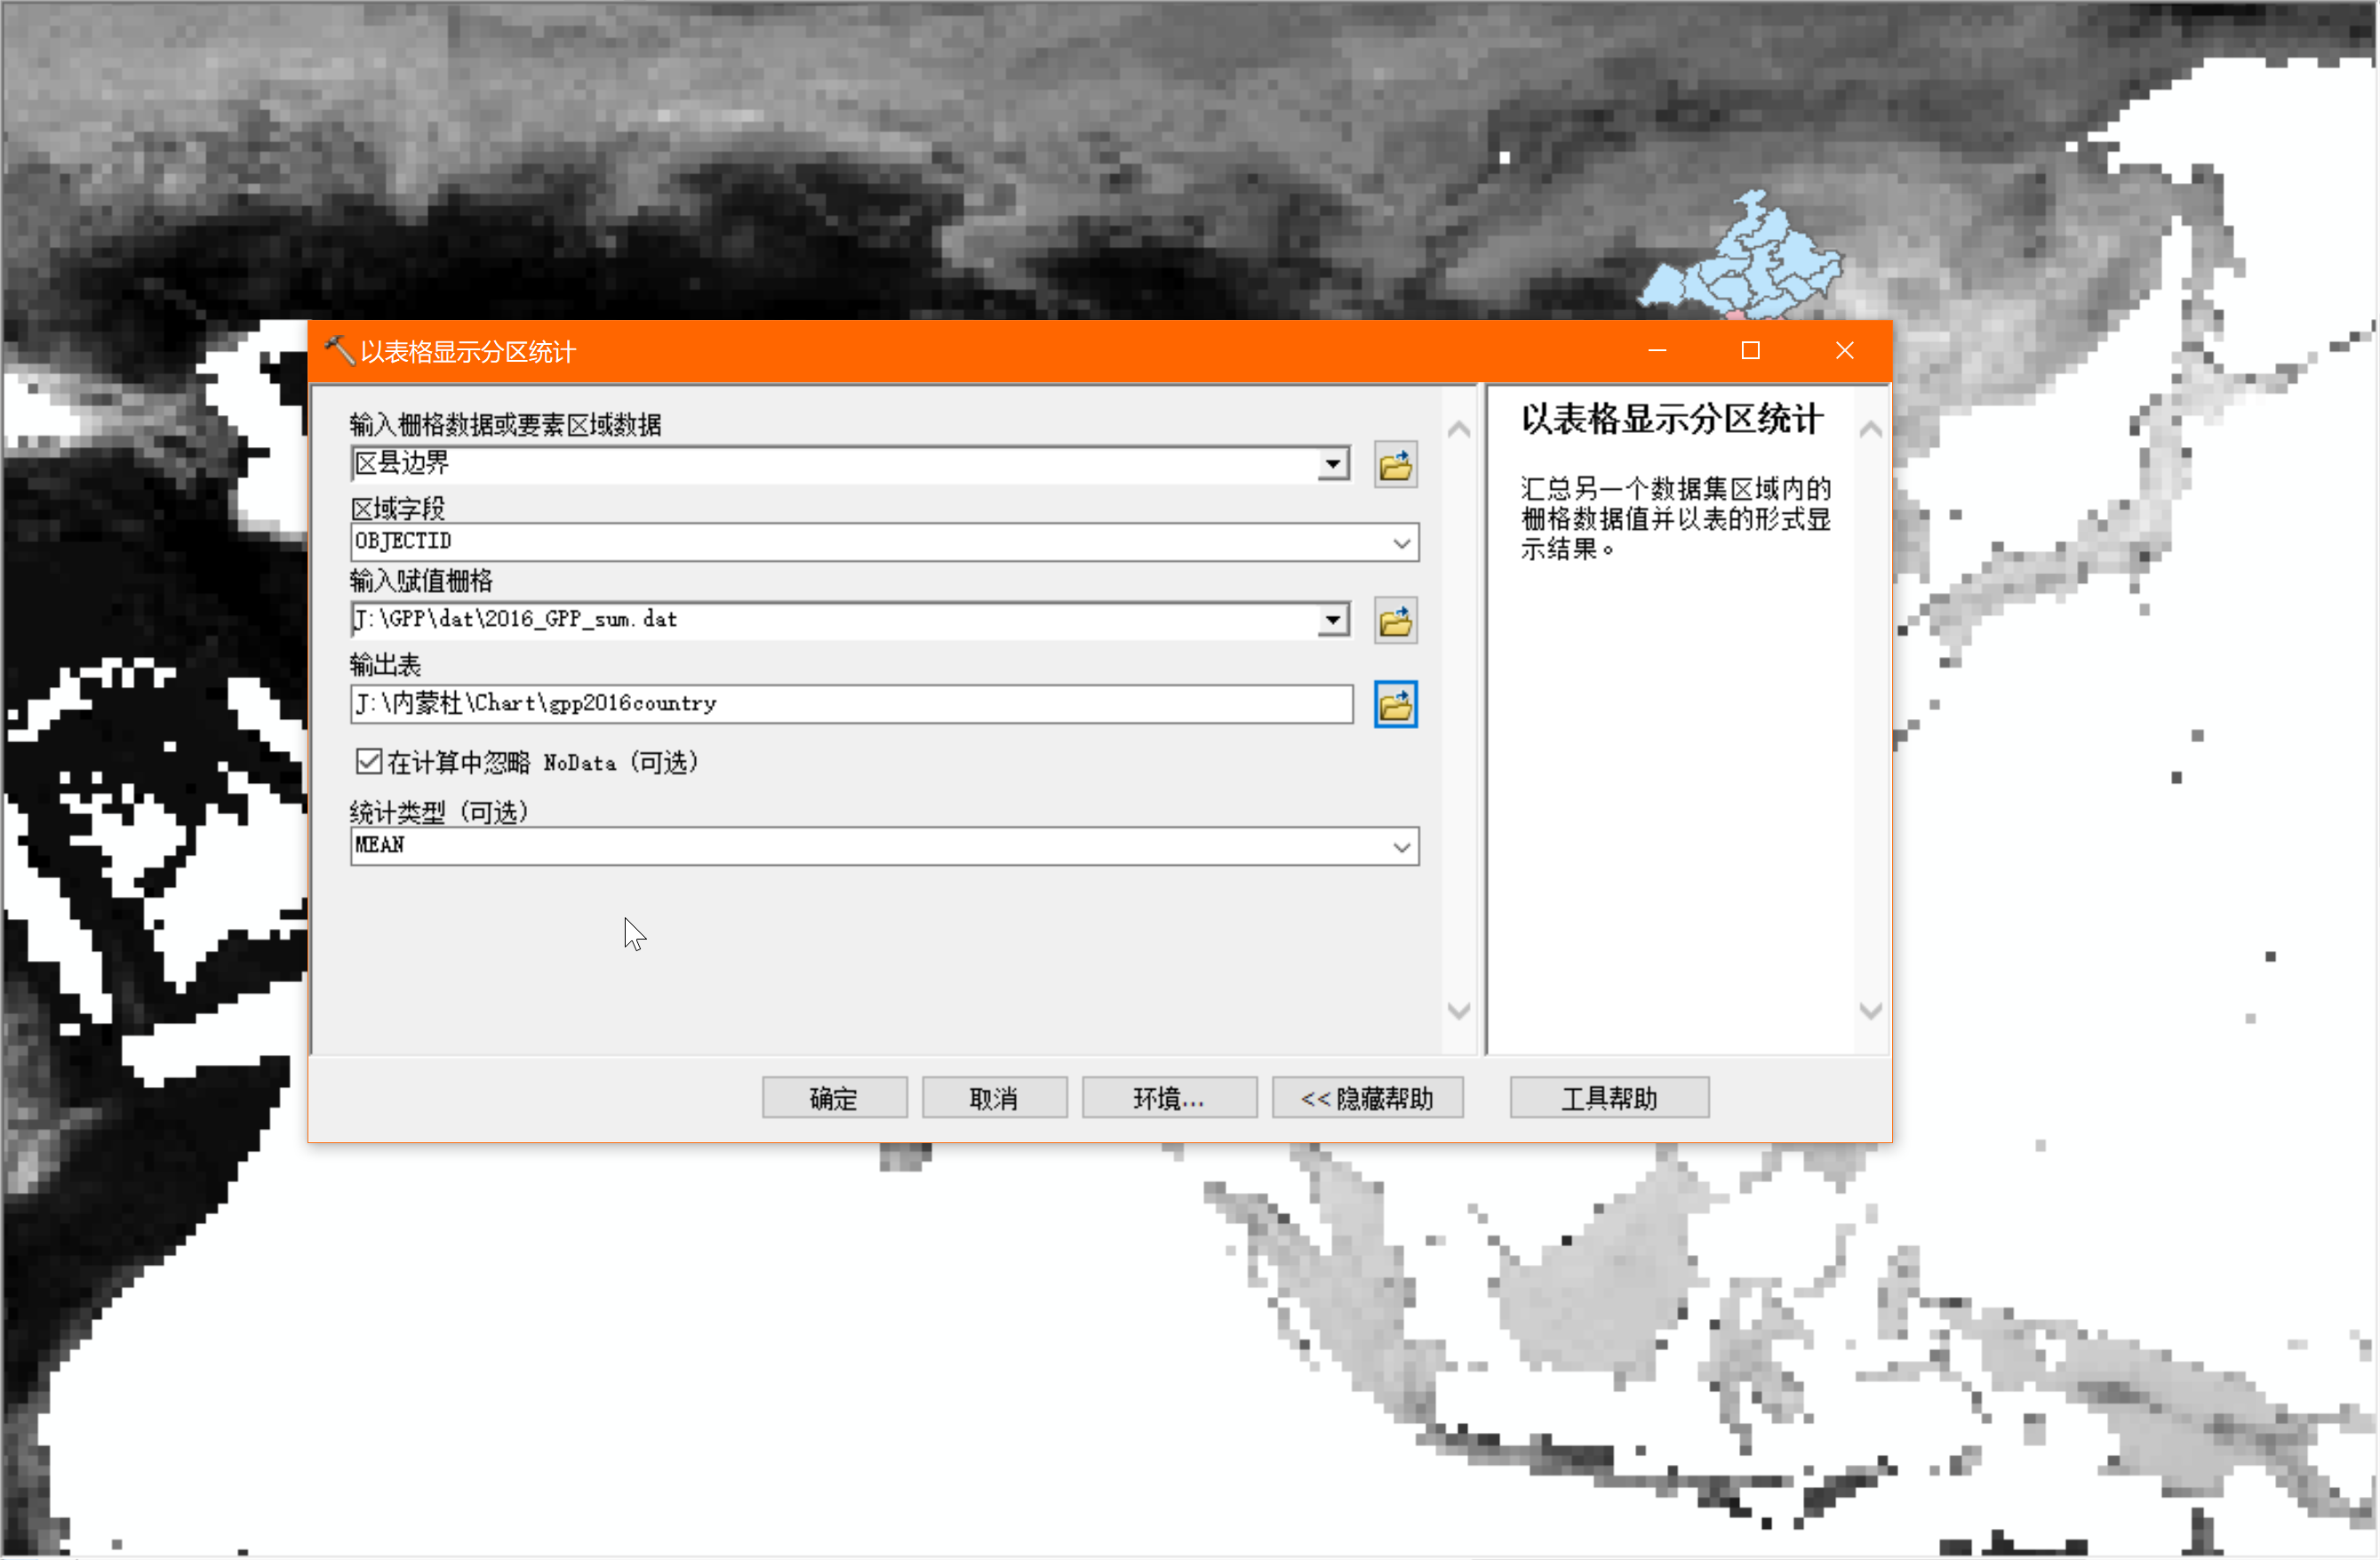 以表格显示分区统计
输入栅格数据或要素区域数据
区县边界
区域字段
OBJECTID
输入赋值栅格
J:\GPP\dat\2016_GPP_sum.dat
输出表
J:\内蒙杜\Chart\gpp2016country
在计算中忽略 NoData (可选)
统计类型 (可选)
MEAN
以表格显示分区统计
汇总另一个数据集区域内的
栅格数据值并以表的形式显
示结果。
确定
取消
环境...
<< 隐藏帮助
工具帮助